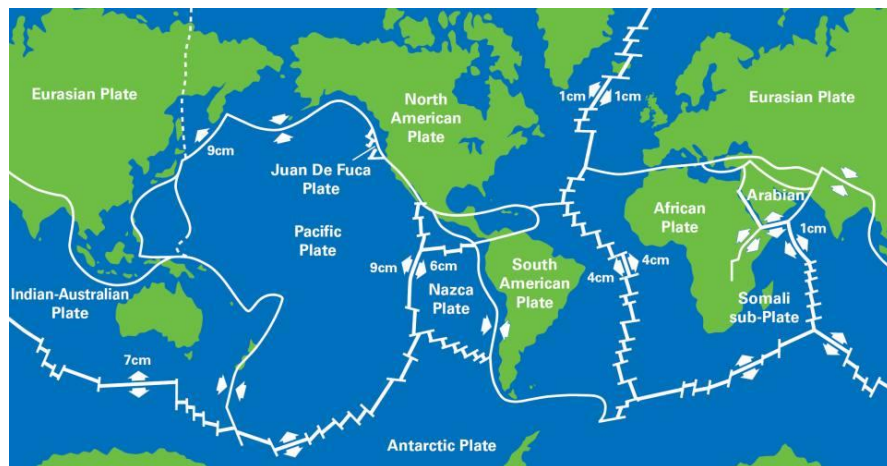 Eurasian Plate
9cm
North
American
Plate
Juan De Fuca
Plate
Pacific
Plate
1cm
1cm
Eurasian Plate
Arabian
African
Plate
1cm
Indian-Australian
Plate
9cm
6cm
Nazca
Plate
South
American
Plate
4cm
4cm
Somali
sub-Plate
7cm
Antarctic Plate